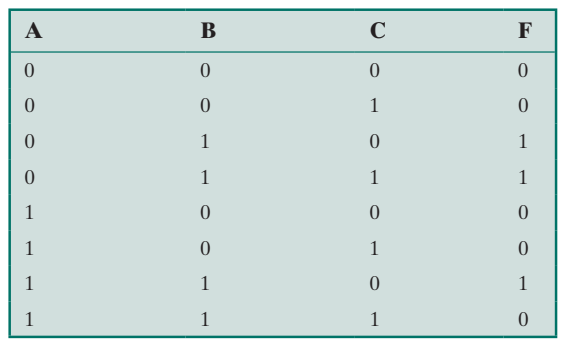 A B C F
0 0 0 0
0 0 1 0
0 1 0 1
0 1 1 1
1 0 0 0
1 0 1 0
1 1 0 1
1 1 1 0